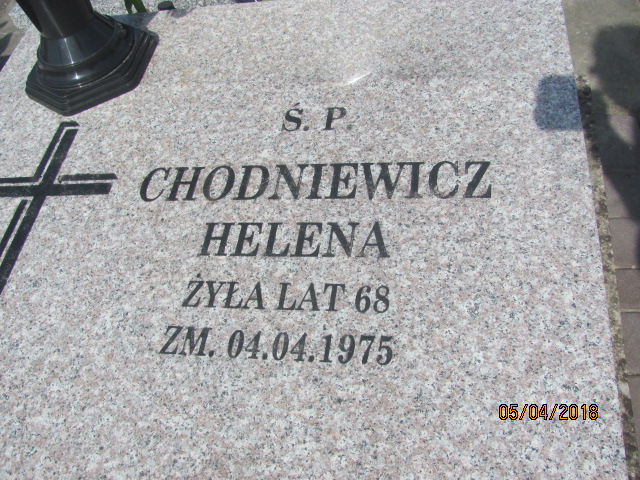 Ś. P.
CHODNIEWICZ
HELENA
ŻYŁA LAT 68
ZM. 04.04.1975
05/04/2018